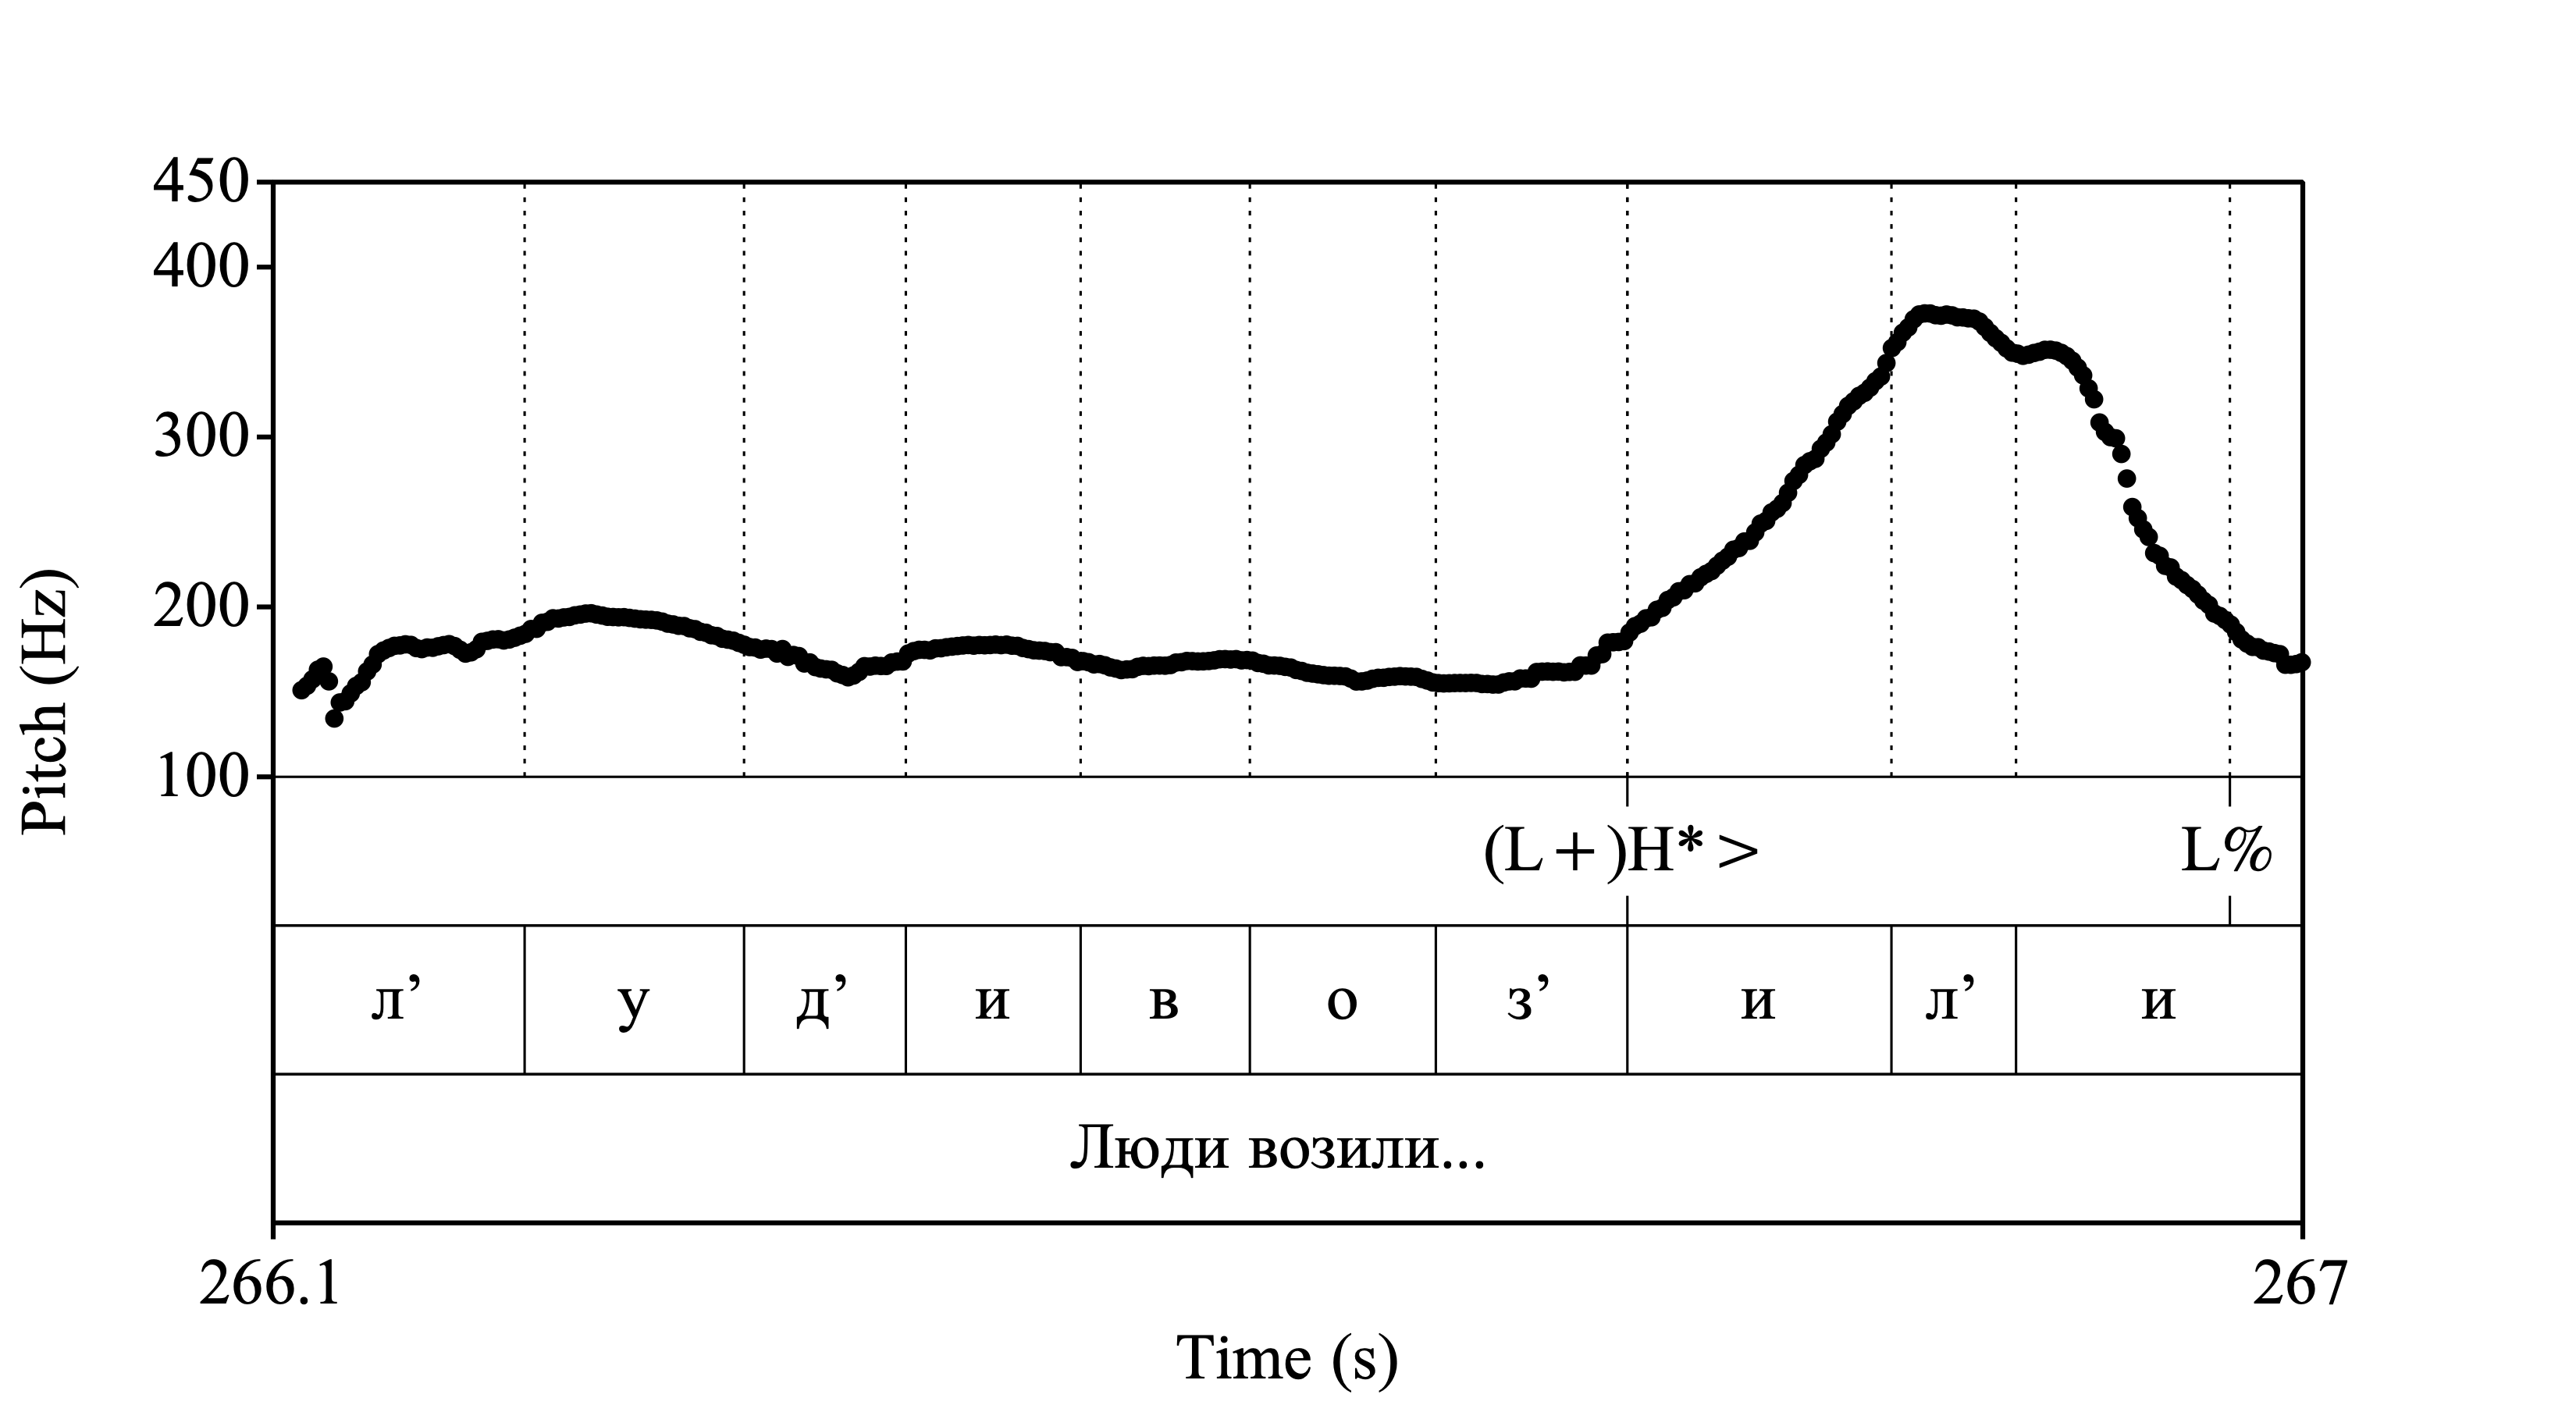 450
400
300
200
100
Pitch (Hz)
(L+)H*> L%
л’ у д’ и в о з’ и л’ и
Люди возили...
266.1 267
Time (s)